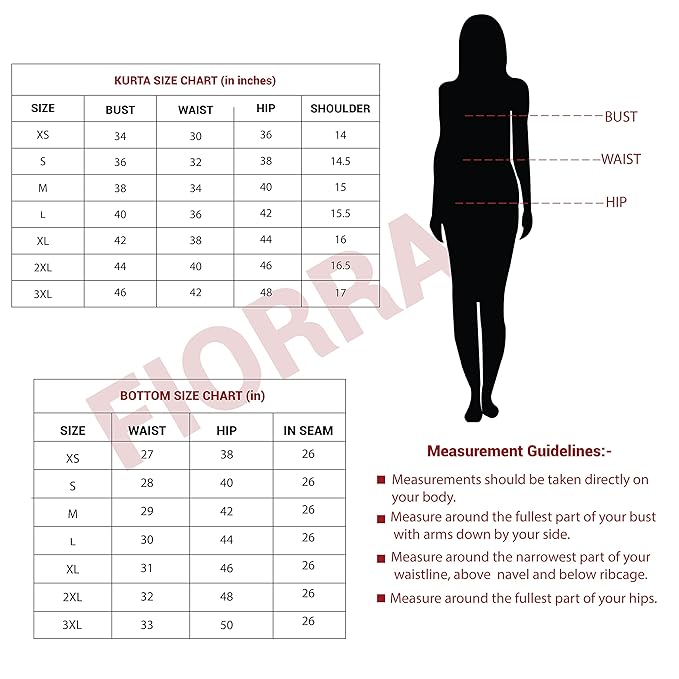 KURTA SIZE CHART (in inches)
SIZE BUST WAIST HIP SHOULDER
XS 34 30 36 14
S 36 32 38 14.5
M 38 34 40 15
L 40 36 42 15.5
XL 42 38 44 16
2XL 44 40 46 16.5
3XL 46 42 48 17
BUST
WAIST
HIP
FIORRA
BOTTOM SIZE CHART (in)
SIZE WAIST HIP IN SEAM
XS 27 38 26
S 28 40 26
M 29 42 26
L 30 44 26
XL 31 46 26
2XL 32 48 26
3XL 33 50 26
Measurement Guidelines:-
Measurements should be taken directly on
your body.
Measure around the fullest part of your bust
with arms down by your side.
Measure around the narrowest part of your
waistline, above navel and below ribcage.
Measure around the fullest part of your hips.